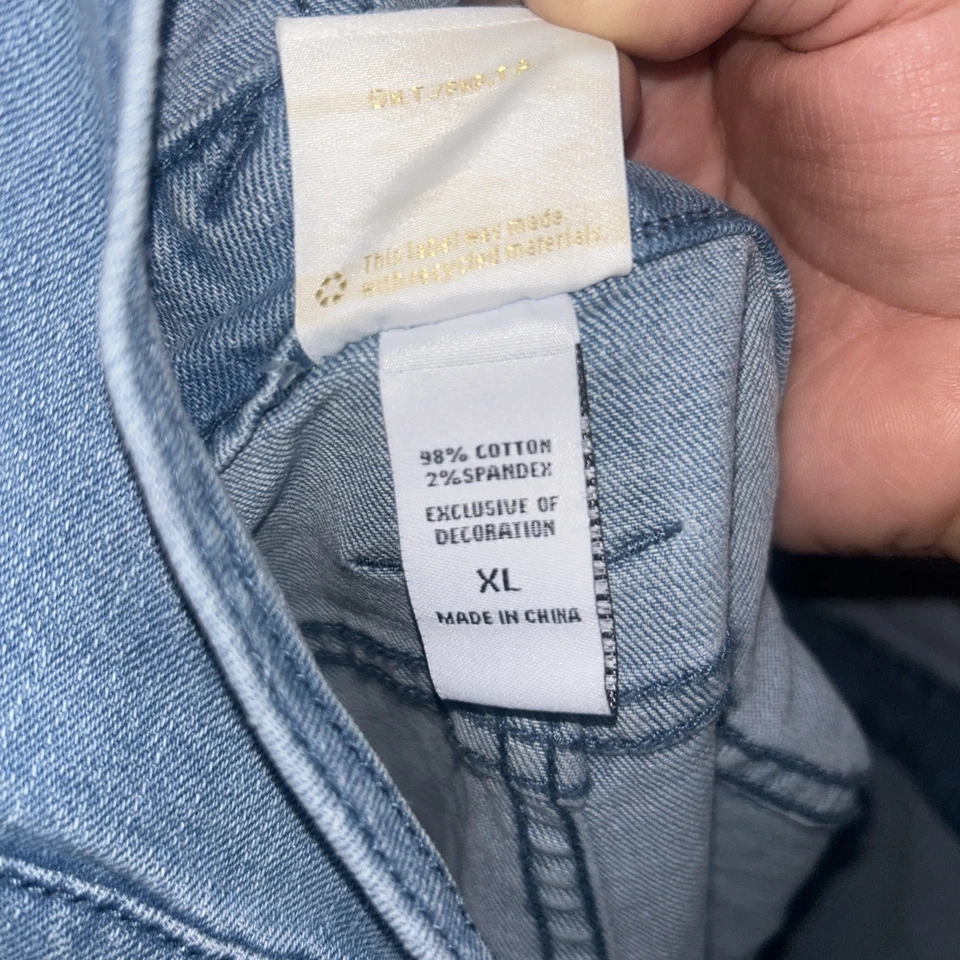 This label was made
with recycled materials.
98% COTTON
2%SPANDEX
EXCLUSIVE OF
DECORATION
XL
MADE IN CHINA